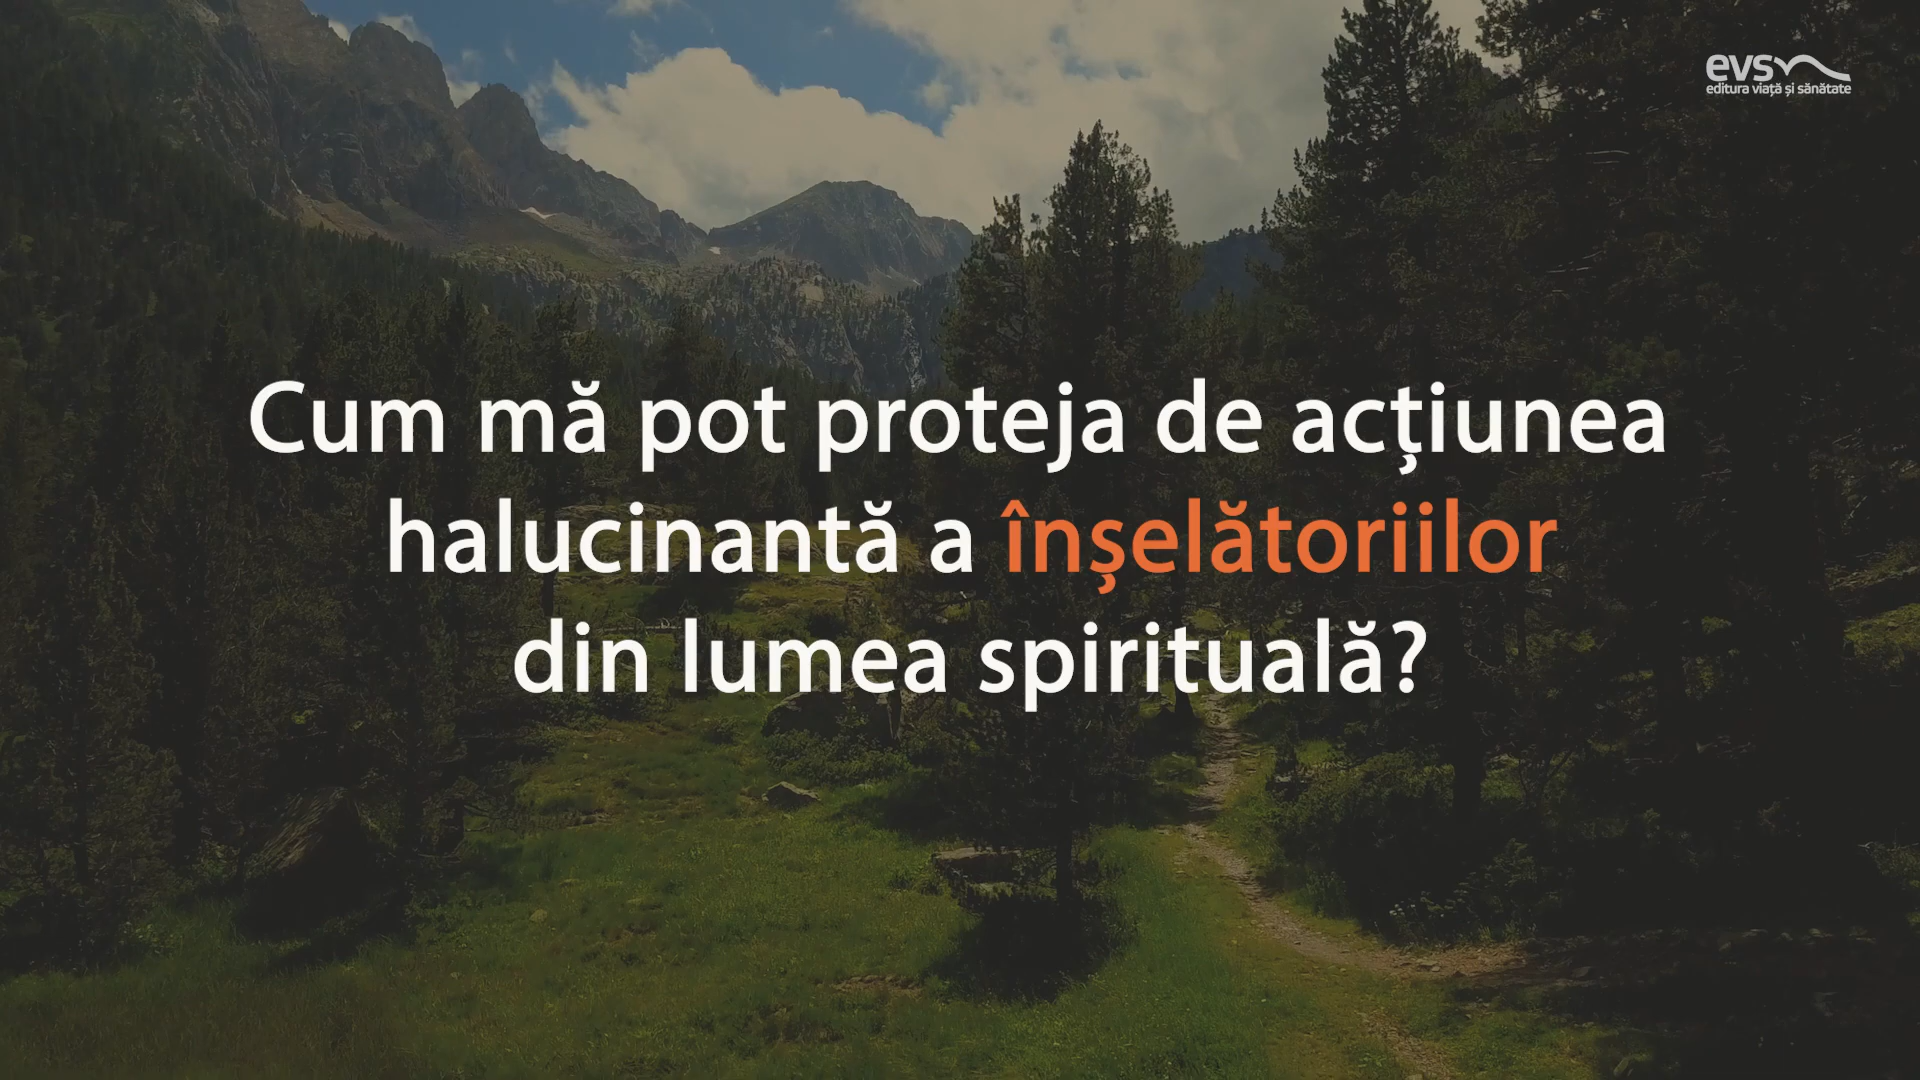 evs
editura viață și sănătate
Cum mă pot proteja de acțiunea
halucinantă a înșelătoriilor
din lumea spirituală?